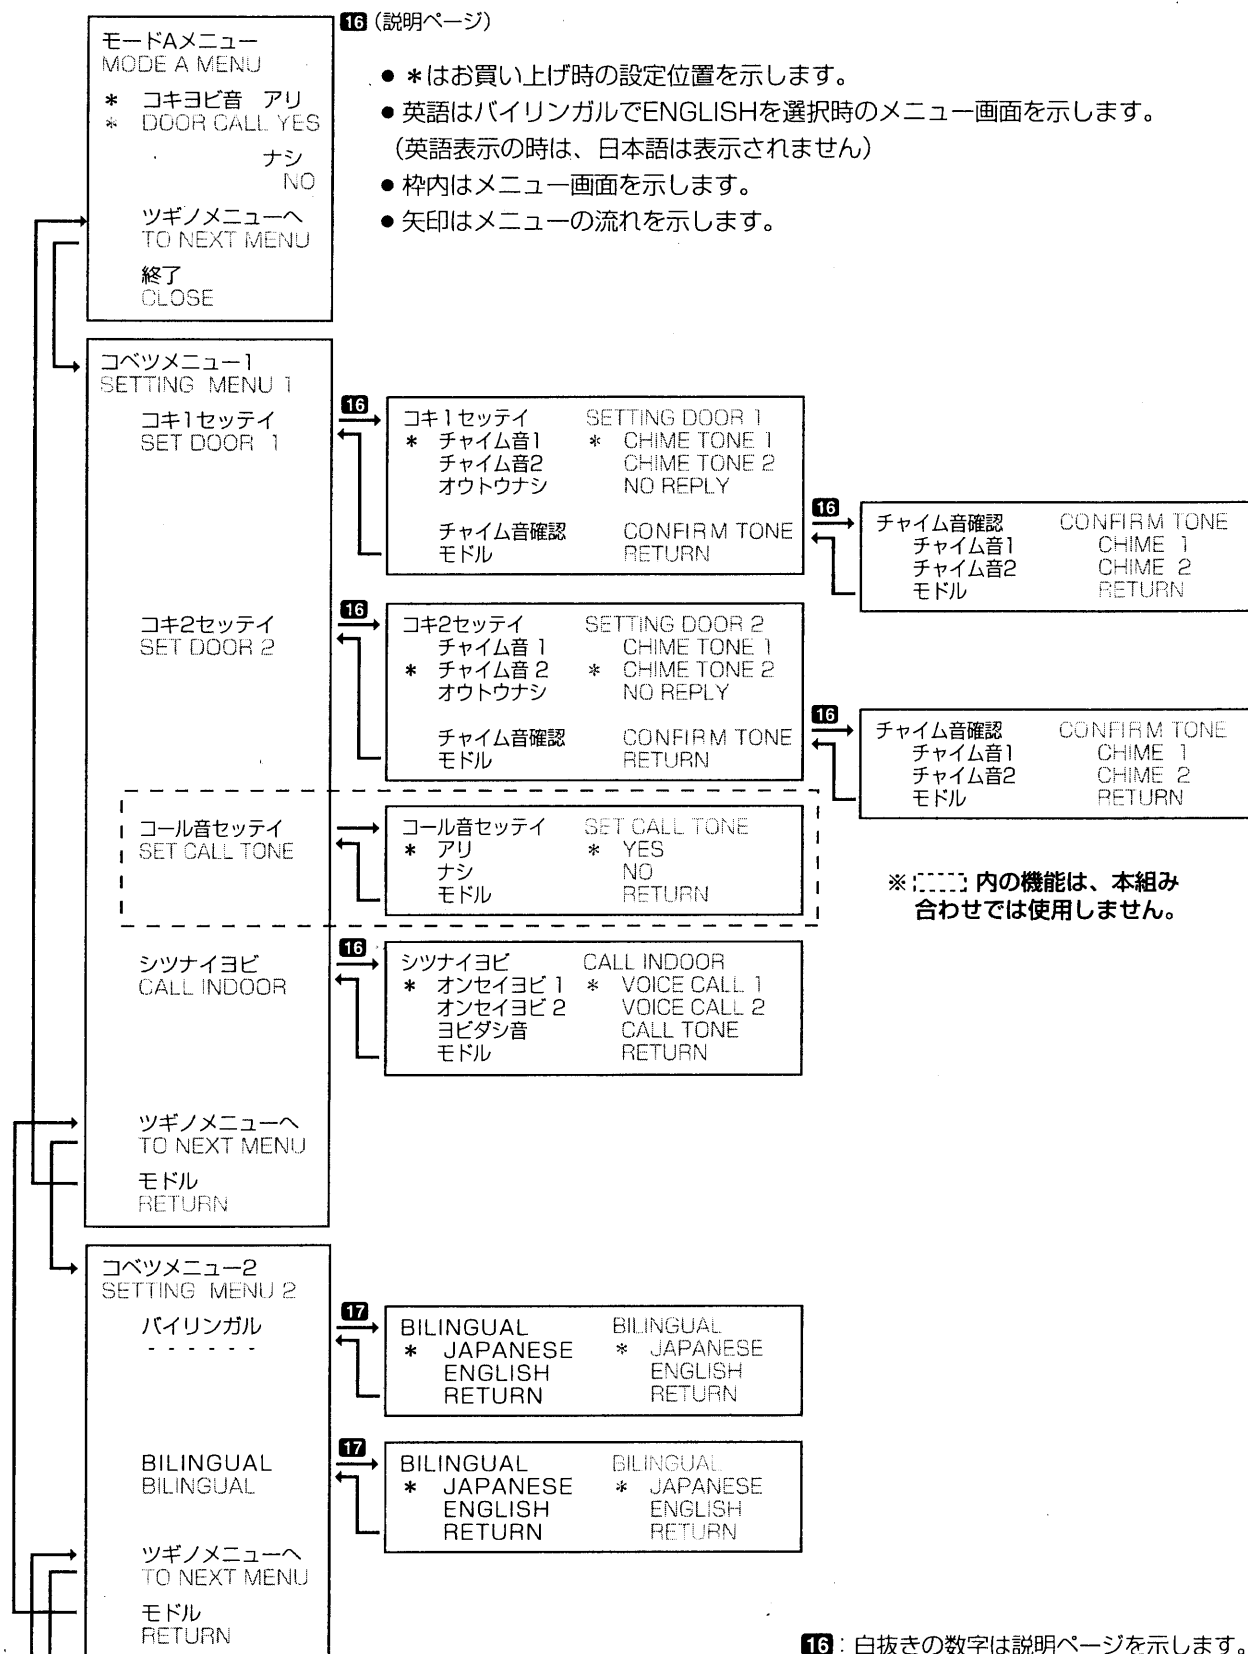 16 (説明ページ)
モードAメニュー
MODE A MENU
* コキヨビ音 アリ
* DOOR CALL YES
ナシ
NO
ツギノメニューへ
TO NEXT MENU
終了
CLOSE
● *はお買い上げ時の設定位置を示します。
● 英語はバイリンガルでENGLISHを選択時のメニュー画面を示します。
(英語表示の時は、日本語は表示されません)
● 枠内はメニュー画面を示します。
● 矢印はメニューの流れを示します。
コベツメニュー1
SETTING MENU 1
コキ1セッテイ
SET DOOR 1
16
コキ1セッテイ SETTING DOOR 1
* チャイム音1 * CHIME TONE 1
チャイム音2 CHIME TONE 2
オウトウナシ NO REPLY
チャイム音確認 CONFIRM TONE
モドル RETURN
16
チャイム音確認 CONFIRM TONE
チャイム音1 CHIME 1
チャイム音2 CHIME 2
モドル RETURN
コキ2セッテイ
SET DOOR 2
16
コキ2セッテイ SETTING DOOR 2
チャイム音1 CHIME TONE 1
* チャイム音2 * CHIME TONE 2
オウトウナシ NO REPLY
チャイム音確認 CONFIRM TONE
モドル RETURN
16
チャイム音確認 CONFIRM TONE
チャイム音1 CHIME 1
チャイム音2 CHIME 2
モドル RETURN
コール音セッテイ
SET CALL TONE
コール音セッテイ SET CALL TONE
* アリ * YES
ナシ NO
モドル RETURN
※ 内の機能は、本組み
合わせでは使用しません。
シツナイヨビ
CALL INDOOR
16
シツナイヨビ CALL INDOOR
* オンセイヨビ1 * VOICE CALL 1
オンセイヨビ2 VOICE CALL 2
ヨビダシ音 CALL TONE
モドル RETURN
ツギノメニューへ
TO NEXT MENU
モドル
RETURN
コベツメニュー2
SETTING MENU 2
バイリンガル
- - - - - -
17
BILINGUAL BILINGUAL
* JAPANESE * JAPANESE
ENGLISH ENGLISH
RETURN RETURN
BILINGUAL
BILINGUAL
17
BILINGUAL BILINGUAL
* JAPANESE * JAPANESE
ENGLISH ENGLISH
RETURN RETURN
ツギノメニューへ
TO NEXT MENU
モドル
RETURN
16 : 白抜きの数字は説明ページを示します。